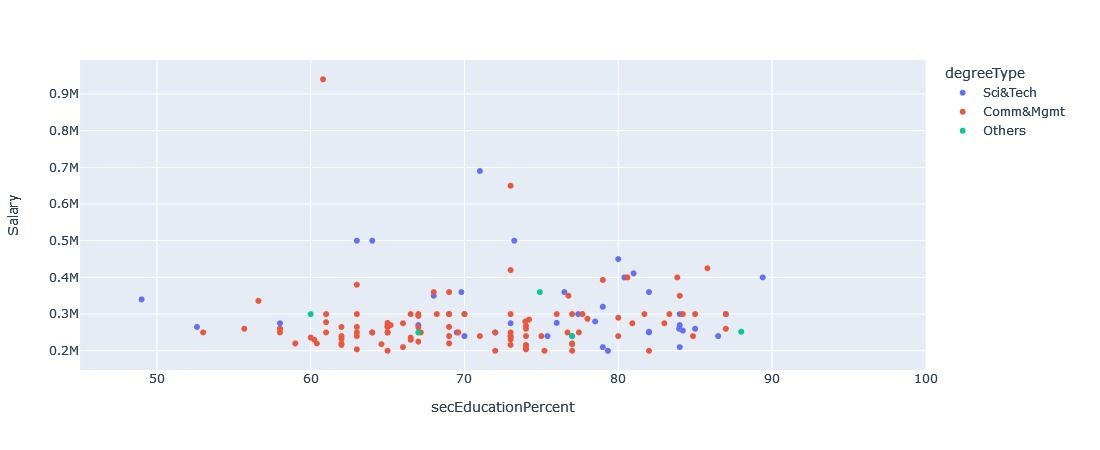 degreeType
Sci&Tech
Comm&Mgmt
Others
0.9M
0.8M
0.7M
0.6M
0.5M
0.4M
0.3M
0.2M
Salary
50 60 70 80 90 100
secEducationPercent